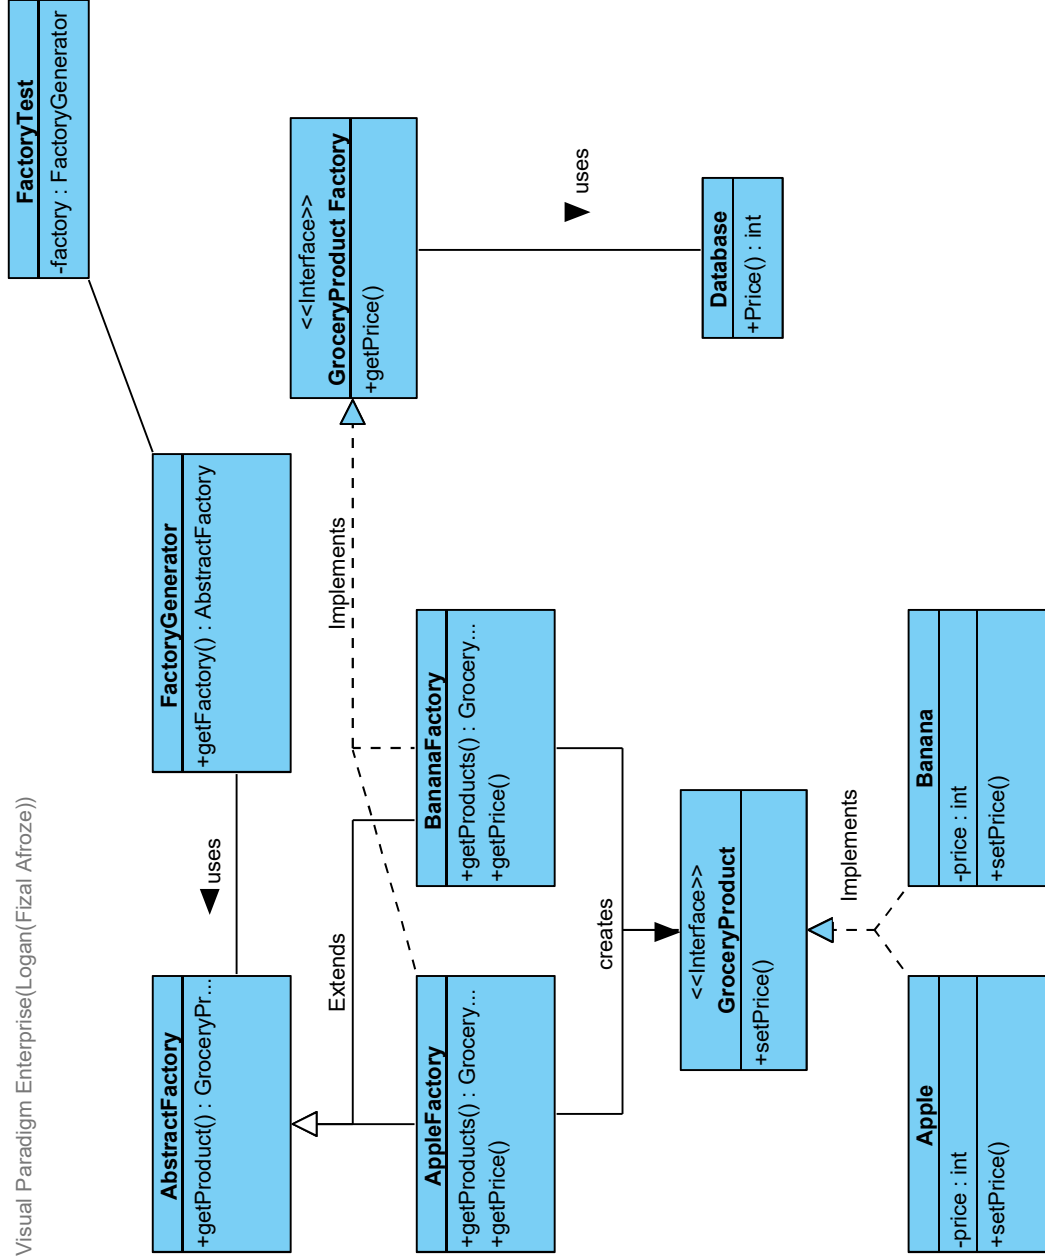 Visual Paradigm Enterprise(Logan(Fizal Afroze))
FactoryTest
-factory : FactoryGenerator
AbstractFactory
+getProduct() : GroceryPr...
uses
FactoryGenerator
+getFactory() : AbstractFactory
<<Interface>>
GroceryProduct Factory
+getPrice()
Extends
Implements
AppleFactory
+getProducts() : Grocery...
+getPrice()
BananaFactory
+getProducts() : Grocery...
+getPrice()
uses
creates
<<Interface>>
GroceryProduct
+setPrice()
Database
+Price() : int
Implements
Apple
-price : int
+setPrice()
Banana
-price : int
+setPrice()